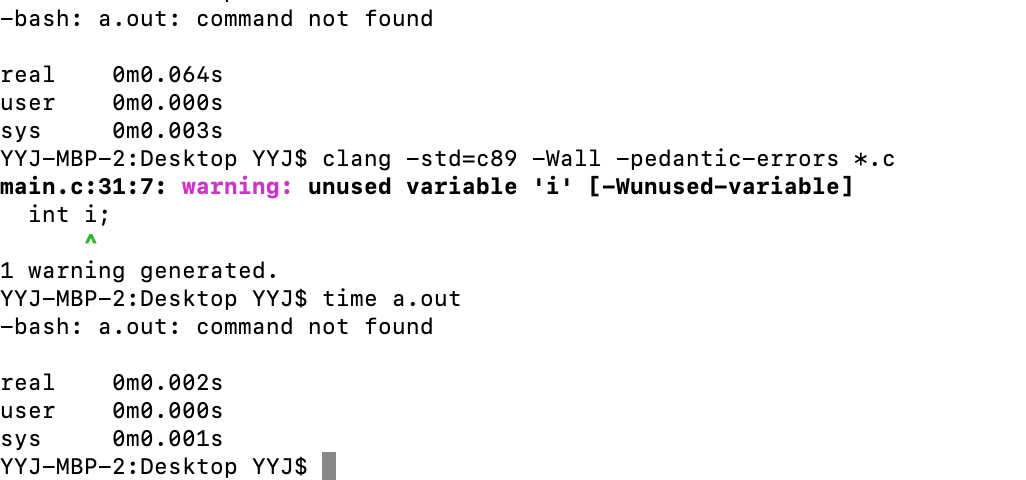 -bash: a.out: command not found
real 0m0.064s
user 0m0.000s
sys 0m0.003s
YYJ-MBP-2:Desktop YYJ$ clang -std=c89 -Wall -pedantic-errors *.c
main.c:31:7: warning: unused variable 'i' [-Wunused-variable]
int i;
^
1 warning generated.
YYJ-MBP-2:Desktop YYJ$ time a.out
-bash: a.out: command not found
real 0m0.002s
user 0m0.000s
sys 0m0.001s
YYJ-MBP-2:Desktop YYJ$